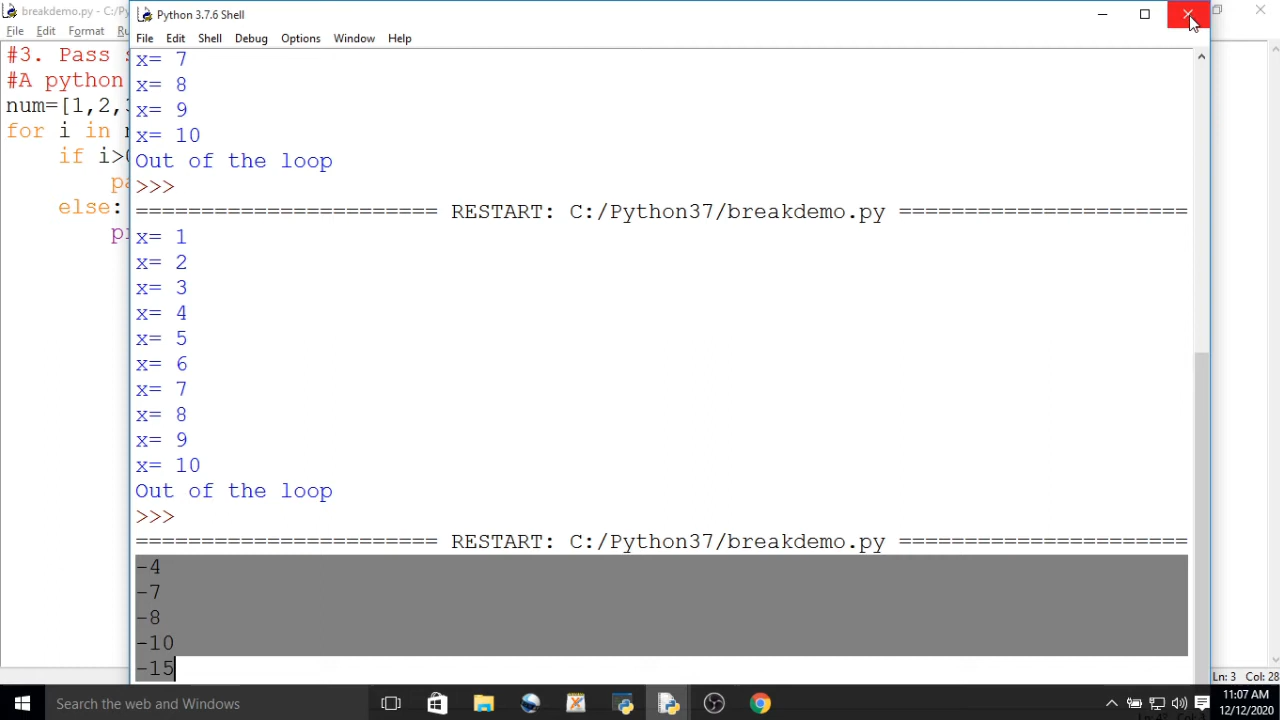 breakdemo.py - C:/Py
File Edit Format Ru
#3. Pass s
#A python
num=[1,2,3
for i in n
if i>0
pa
else:
pr
Python 3.7.6 Shell
File Edit Shell Debug Options Window Help
x= 7
x= 8
x= 9
x= 10
Out of the loop
>>>
======================= RESTART: C:/Python37/breakdemo.py ======================
x= 1
x= 2
x= 3
x= 4
x= 5
x= 6
x= 7
x= 8
x= 9
x= 10
Out of the loop
>>>
======================= RESTART: C:/Python37/breakdemo.py ======================
-4
-7
-8
-10
-15
Ln: 3 Col: 28
Search the web and Windows
11:07 AM
12/12/2020